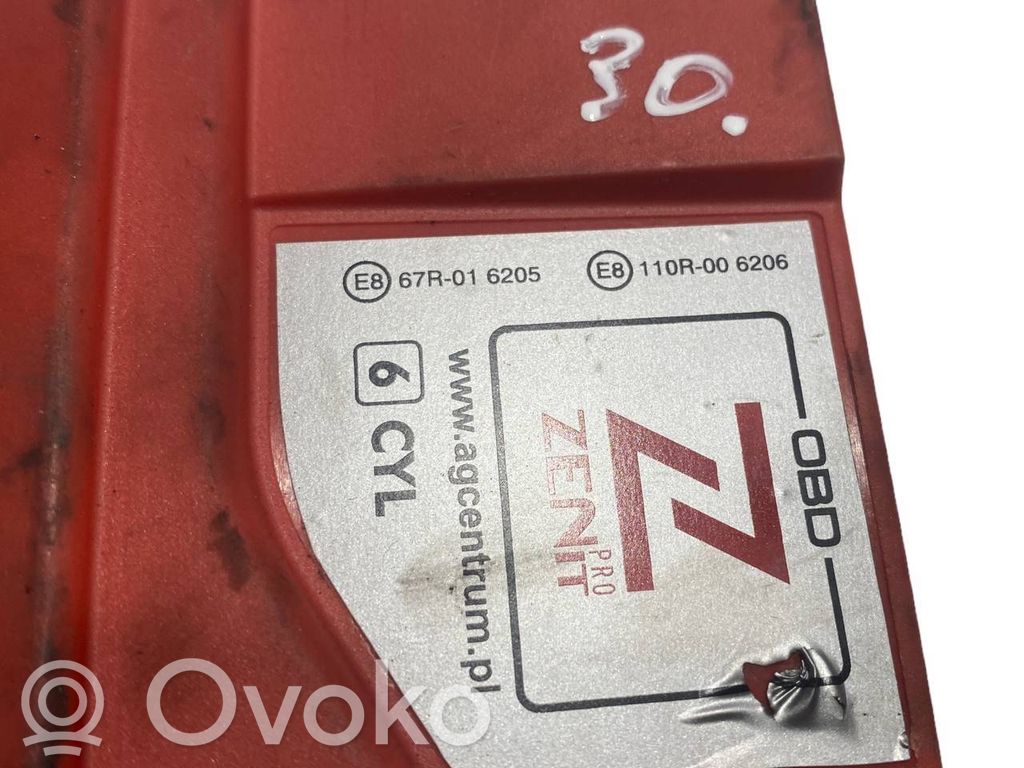 30.
E8 67R-01 6205
E8 110R-00 6206
6 CYL
www.agcentrum.pl
ZENIT
PRO
OBD
Ovoko